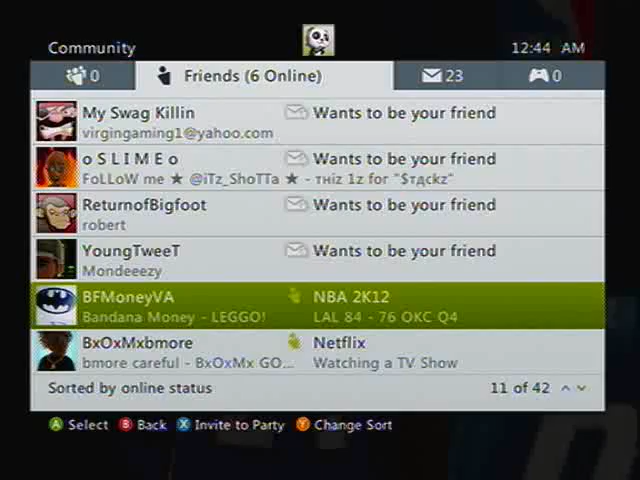 Community
12:44 AM
0
Friends (6 Online)
23
0
My Swag Killin
Wants to be your friend
virgingaming1@yahoo.com
o S L I M E o
Wants to be your friend
FoLLoW me ★ @iTz_ShoTTa ★ - тнiz 1z for "$тдckz"
ReturnofBigfoot
Wants to be your friend
robert
YoungTweeT
Wants to be your friend
Mondeeezy
BFMoneyVA
NBA 2K12
Bandana Money - LEGGO!
LAL 84 - 76 OKC Q4
BxOxMxbmore
Netflix
bmore careful - BxOxMx GO...
Watching a TV Show
Sorted by online status
11 of 42
A Select B Back X Invite to Party Y Change Sort